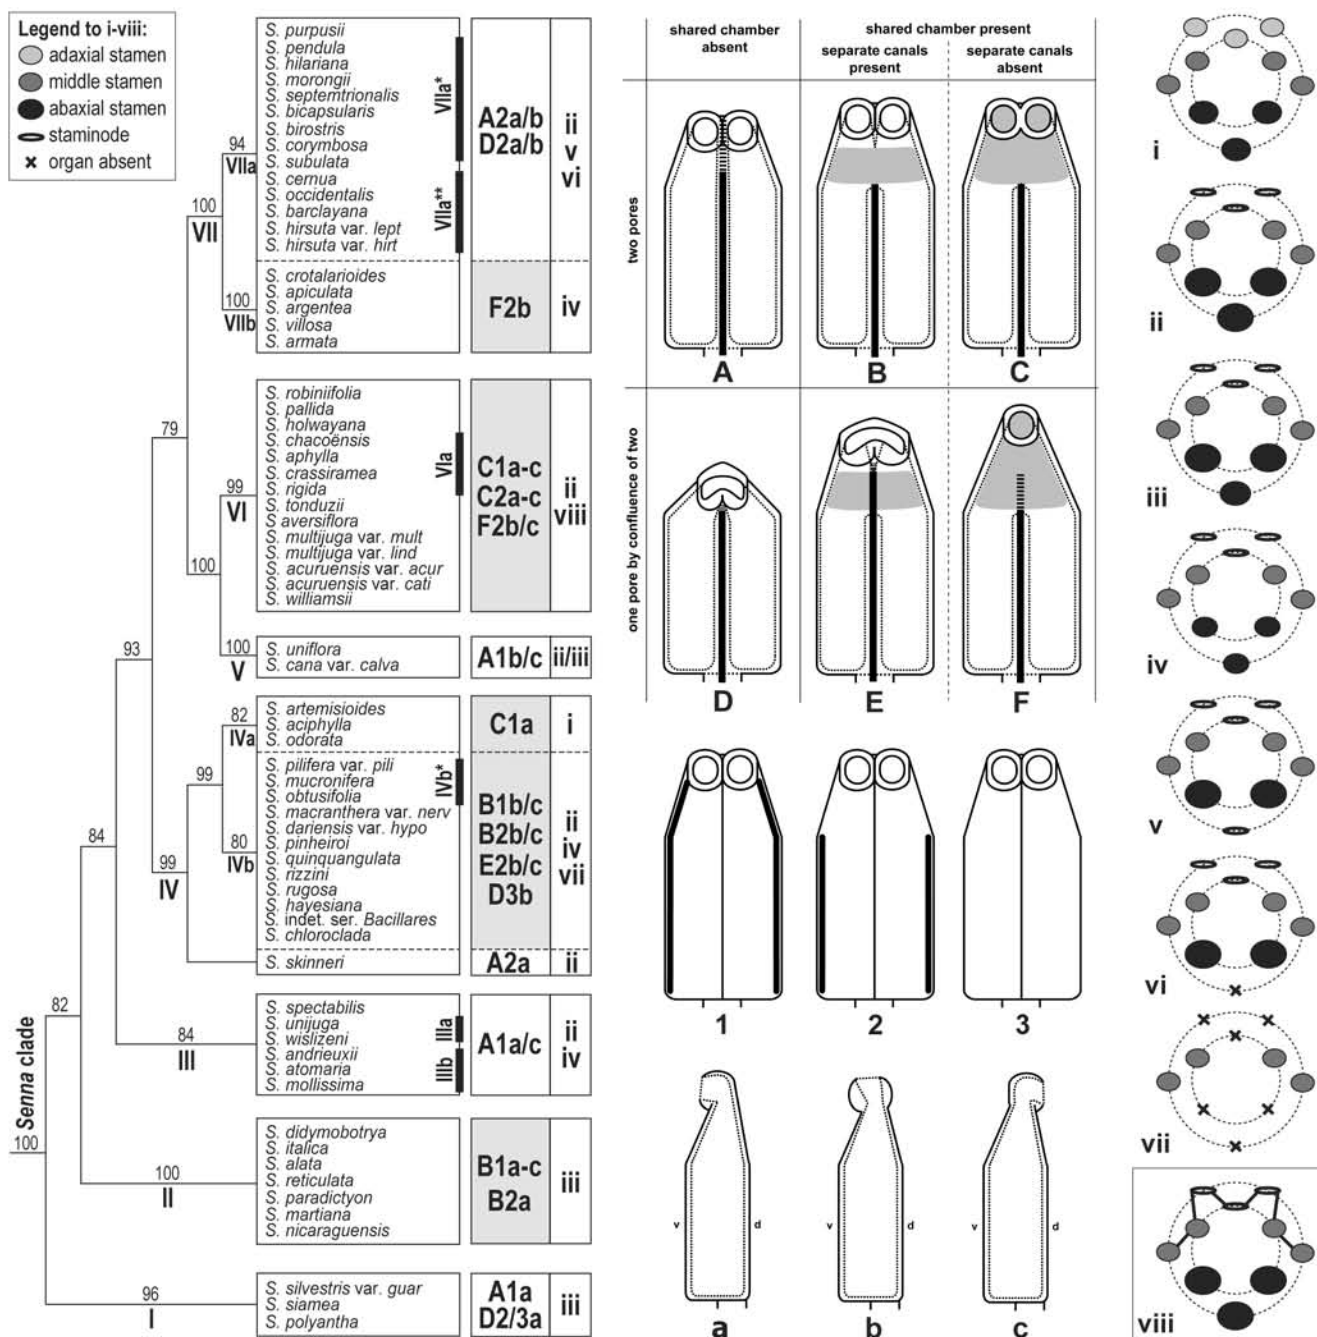 Legend to i-viii:
adaxial stamen
middle stamen
abaxial stamen
staminode
organ absent
S. purpusii
S. pendula
S. hilariana
S. morongii
S. septemtrionalis
S. bicapsularis
S. birostris
S. corymbosa
S. subulata
S. cernua
S. occidentalis
S. barclayana
S. hirsuta var. lept
S. hirsuta var. hirt
VIIa*
VIIa**
A2a/b
D2a/b
ii
v
vi
94
VIIa
100
VII
S. crotalarioides
S. apiculata
S. argentea
S. villosa
S. armata
F2b
iv
100
VIIb
79
S. robiniifolia
S. pallida
S. holwayana
S. chacoënsis
S. aphylla
S. crassiramea
S. rigida
S. tonduzii
S aversiflora
S. multijuga var. mult
S. multijuga var. lind
S. acuruensis var. acur
S. acuruensis var. cati
S. williamsii
VIa
C1a-c
C2a-c
F2b/c
ii
viii
99
VI
100
93
S. uniflora
S. cana var. calva
A1b/c
ii/iii
100
V
S. artemisioides
S. aciphylla
S. odorata
C1a
i
82
IVa
99
S. pilifera var. pili
S. mucronifera
S. obtusifolia
S. macranthera var. nerv
S. dariensis var. hypo
S. pinheiroi
S. quinquangulata
S. rizzini
S. rugosa
S. hayesiana
S. indet. ser. Bacillares
S. chloroclada
IVb*
B1b/c
B2b/c
E2b/c
D3b
ii
iv
vii
80
IVb
84
99
IV
S. skinneri
A2a
ii
82
S. spectabilis
S. unijuga
S. wislizeni
S. andrieuxii
S. atomaria
S. mollissima
IIIa
IIIb
A1a/c
ii
iv
84
III
Senna clade
100
S. didymobotrya
S. italica
S. alata
S. reticulata
S. paradictyon
S. martiana
S. nicaraguensis
B1a-c
B2a
iii
100
II
S. silvestris var. guar
S. siamea
S. polyantha
A1a
D2/3a
iii
96
I
shared chamber
absent
shared chamber present
separate canals
present
separate canals
absent
two pores
A
B
C
one pore by confluence of two
D
E
F
1
2
3
v
d
v
d
v
d
a
b
c
i
ii
iii
iv
v
vi
vii
viii